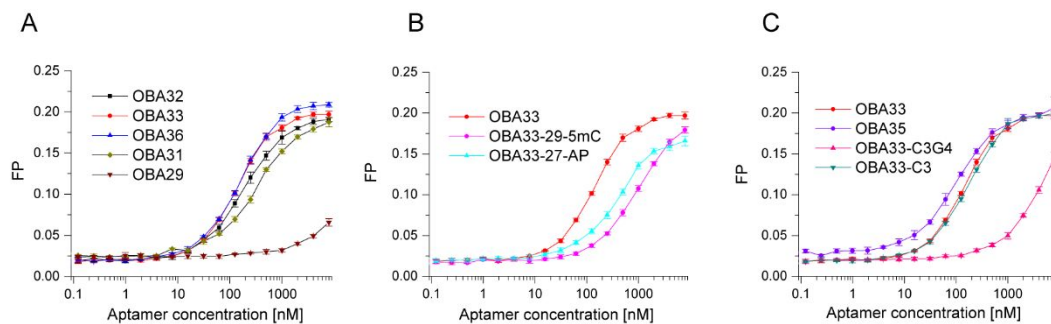 A
B
C
FP
0.25
0.20
0.15
0.10
0.05
0.00
OBA32
OBA33
OBA36
OBA31
OBA29
0.1 1 10 100 1000
Aptamer concentration [nM]
FP
0.25
0.20
0.15
0.10
0.05
0.00
OBA33
OBA33-29-5mC
OBA33-27-AP
0.1 1 10 100 1000
Aptamer concentration [nM]
FP
0.25
0.20
0.15
0.10
0.05
0.00
OBA33
OBA35
OBA33-C3G4
OBA33-C3
0.1 1 10 100 1000
Aptamer concentration [nM]